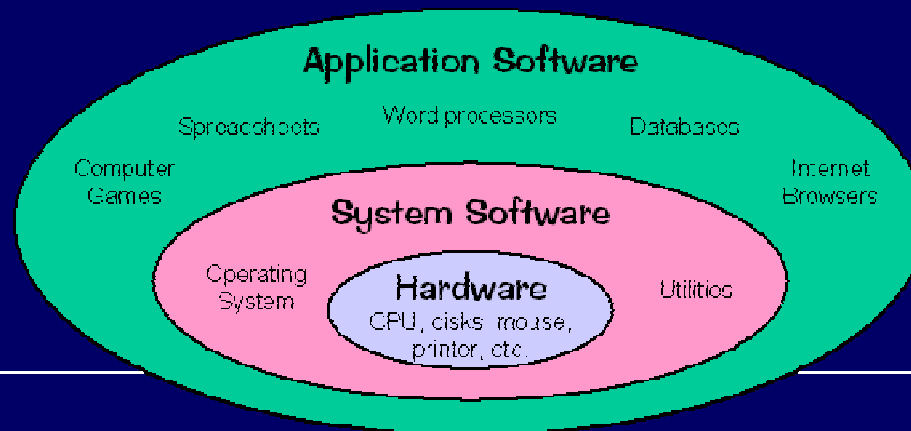 Application Software
Spreadsheets
Word processors
Databases
Computer
Games
Internet
Browsers
System Software
Operating
System
Utilities
Hardware
CPU, disks, mouse,
printer, etc.